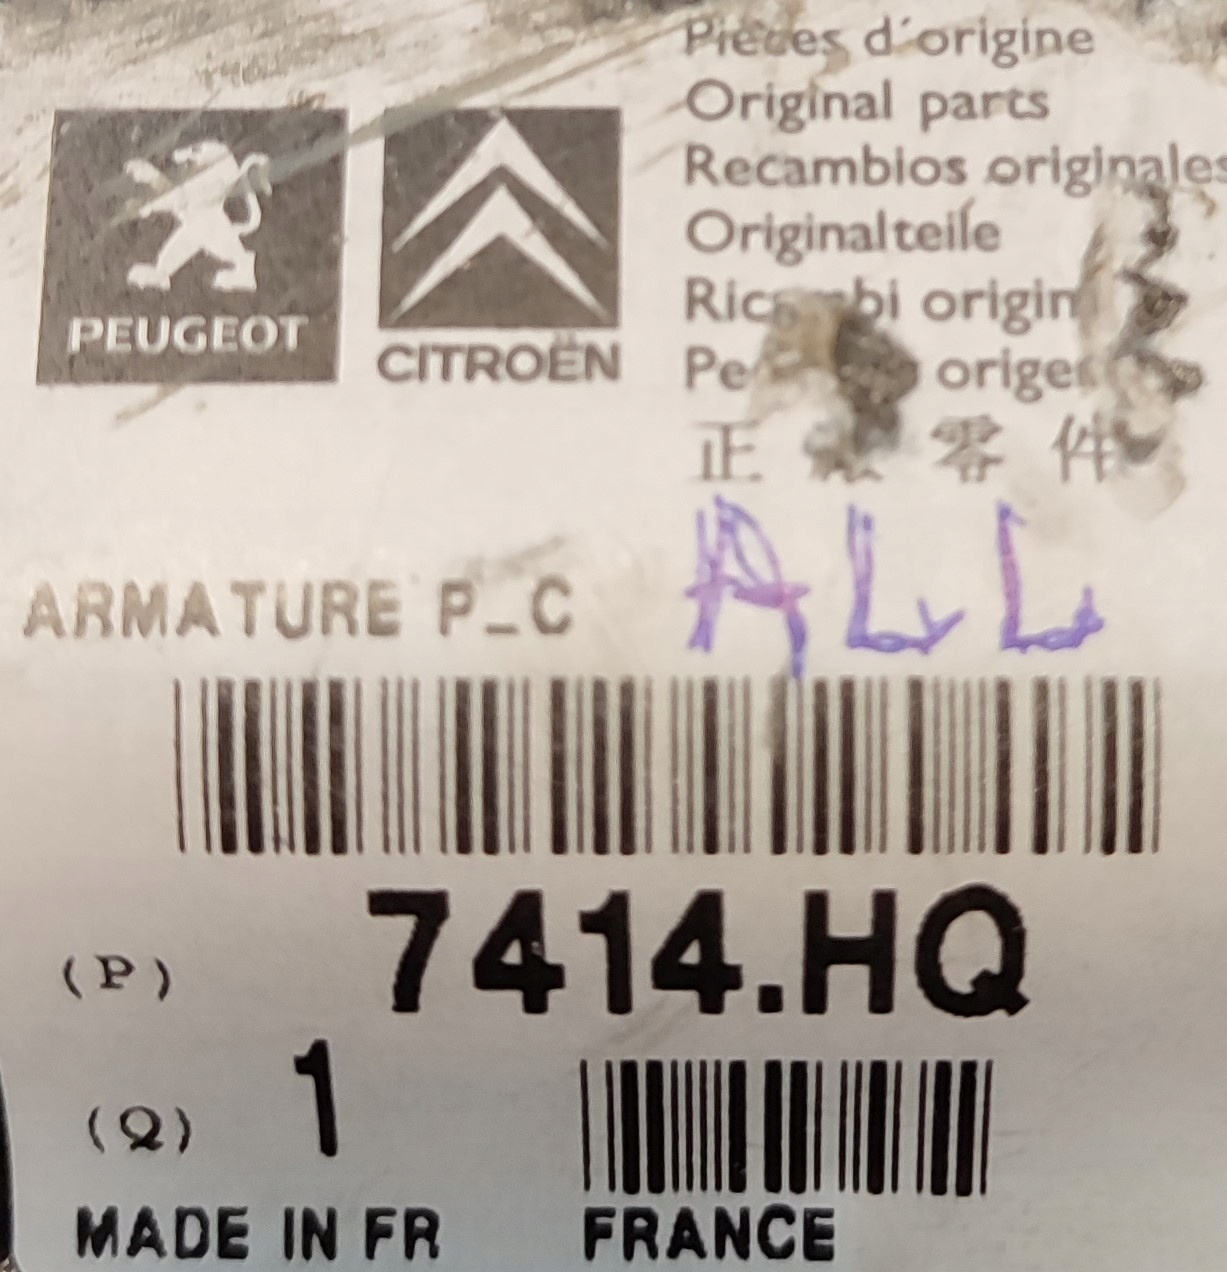 Pièces d'origine
Original parts
Recambios originales
Originalteile
PEUGEOT
CITROËN
origen
正 零 件
ARMATURE P_C
ALL
7414.HQ
(P)
1
(Q)
MADE IN FR
FRANCE